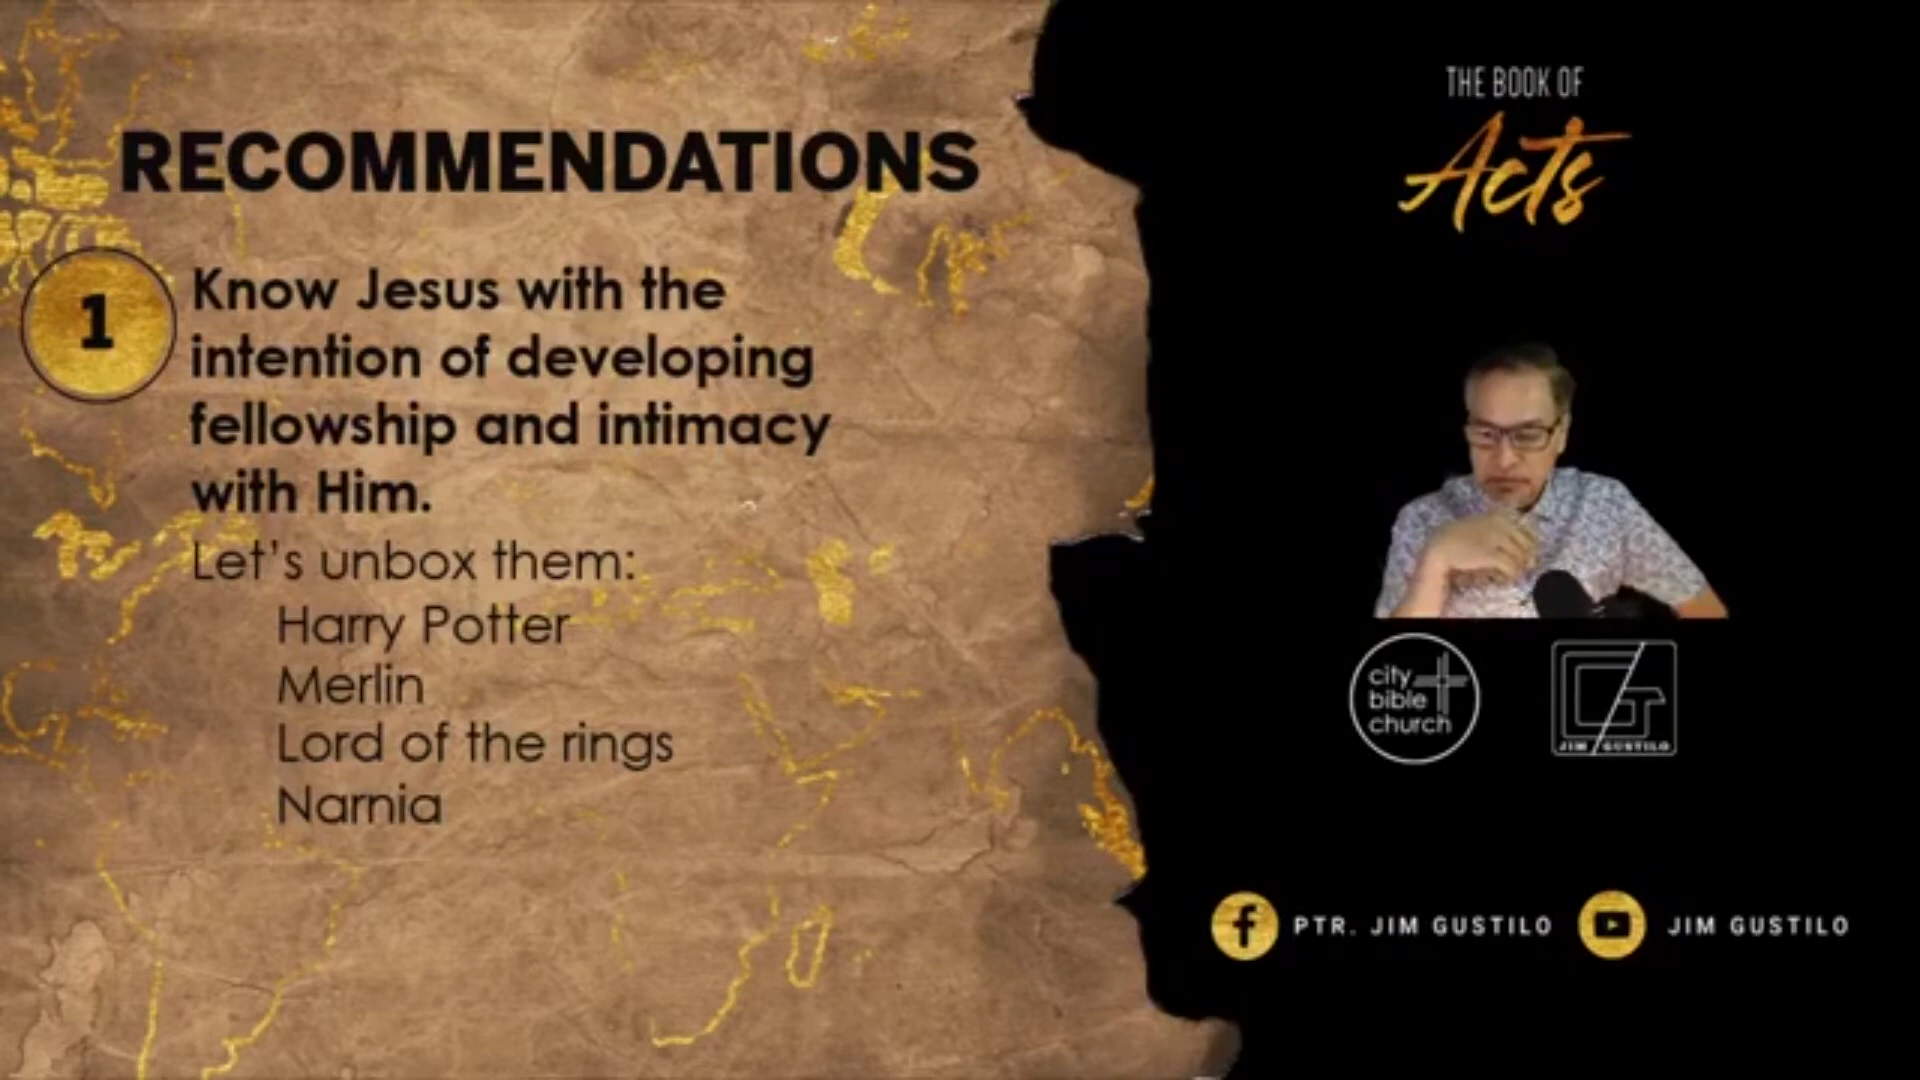 RECOMMENDATIONS
1
Know Jesus with the
intention of developing
fellowship and intimacy
with Him.
Let's unbox them:
Harry Potter
Merlin
Lord of the rings
Narnia
THE BOOK OF
Acts
city
bible
church
JIM GUSTILO
PTR. JIM GUSTILO
JIM GUSTILO